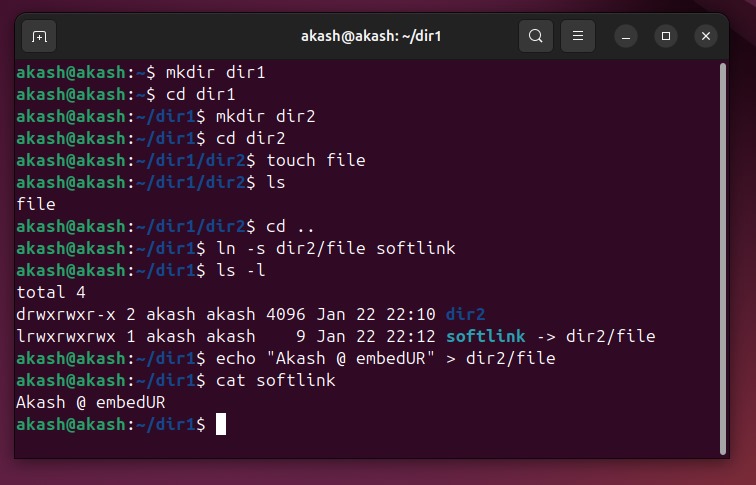 akash@akash: ~/dir1
akash@akash:~$ mkdir dir1
akash@akash:~$ cd dir1
akash@akash:~/dir1$ mkdir dir2
akash@akash:~/dir1$ cd dir2
akash@akash:~/dir1/dir2$ touch file
akash@akash:~/dir1/dir2$ ls
file
akash@akash:~/dir1/dir2$ cd ..
akash@akash:~/dir1$ ln -s dir2/file softlink
akash@akash:~/dir1$ ls -l
total 4
drwxrwxr-x 2 akash akash 4096 Jan 22 22:10 dir2
lrwxrwxrwx 1 akash akash    9 Jan 22 22:12 softlink -> dir2/file
akash@akash:~/dir1$ echo "Akash @ embedUR" > dir2/file
akash@akash:~/dir1$ cat softlink
Akash @ embedUR
akash@akash:~/dir1$